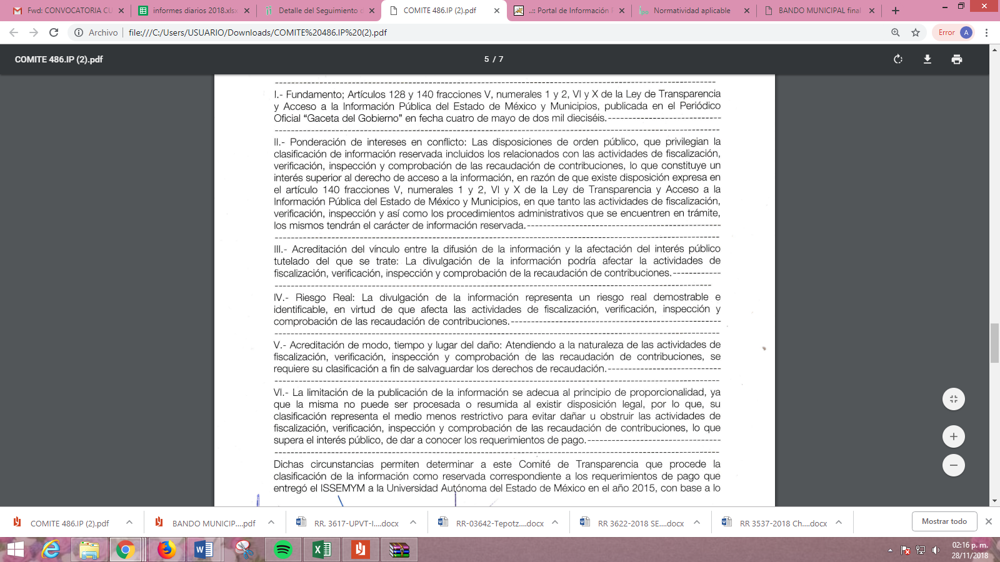 Fwd: CONVOCATORIA CU
informes diarios 2018.xlsx
Detalle del Seguimiento d
COMITE 486.IP (2).pdf
..:: Portal de Información P
Normatividad aplicable
BANDO MUNICIPAL final
Archivo
file:///C:/Users/USUARIO/Downloads/COMITE%20486.IP%20(2).pdf
Error
A
COMITE 486.IP (2).pdf
5 / 7
I.- Fundamento; Artículos 128 y 140 fracciones V, numerales 1 y 2, VI y X de la Ley de Transparencia
y Acceso a la Información Pública del Estado de México y Municipios, publicada en el Periódico
Oficial “Gaceta del Gobierno” en fecha cuatro de mayo de dos mil dieciséis.----------------------------
II.- Ponderación de intereses en conflicto: Las disposiciones de orden público, que privilegian la
clasificación de información reservada incluidos los relacionados con las actividades de fiscalización,
verificación, inspección y comprobación de las recaudación de contribuciones, lo que constituye un
interés superior al derecho de acceso a la información, en razón de que existe disposición expresa en
el artículo 140 fracciones V, numerales 1 y 2, VI y X de la Ley de Transparencia y Acceso a la
Información Pública del Estado de México y Municipios, en que tanto las actividades de fiscalización,
verificación, inspección y así como los procedimientos administrativos que se encuentren en trámite,
los mismos tendrán el carácter de información reservada.------------------------------------------------
III.- Acreditación del vínculo entre la difusión de la información y la afectación del interés público
tutelado del que se trate: La divulgación de la información podría afectar la actividades de
fiscalización, verificación, inspección y comprobación de la recaudación de contribuciones.------------
IV.- Riesgo Real: La divulgación de la información representa un riesgo real demostrable e
identificable, en virtud de que afecta las actividades de fiscalización, verificación, inspección y
comprobación de las recaudación de contribuciones.----------------------------------------------------
V.- Acreditación de modo, tiempo y lugar del daño: Atendiendo a la naturaleza de las actividades de
fiscalización, verificación, inspección y comprobación de las recaudación de contribuciones, se
requiere su clasificación a fin de salvaguardar los derechos de recaudación.----------------------------
VI.- La limitación de la publicación de la información se adecua al principio de proporcionalidad, ya
que la misma no puede ser procesada o resumida al existir disposición legal, por lo que, su
clasificación representa el medio menos restrictivo para evitar dañar u obstruir las actividades de
fiscalización, verificación, inspección y comprobación de las recaudación de contribuciones, lo que
supera el interés público, de dar a conocer los requerimientos de pago.---------------------------------
Dichas circunstancias permiten determinar a este Comité de Transparencia que procede la
clasificación de la información como reservada correspondiente a los requerimientos de pago que
entregó el ISSEMYM a la Universidad Autónoma del Estado de México en el año 2015, con base a lo
COMITE 486.IP (2).pdf
BANDO MUNICIP....pdf
RR. 3617-UPVT-I....docx
RR-03642-Tepotz....docx
RR 3622-2018 SE....docx
RR 3537-2018 Ch....docx
Mostrar todo
02:16 p. m.
28/11/2018